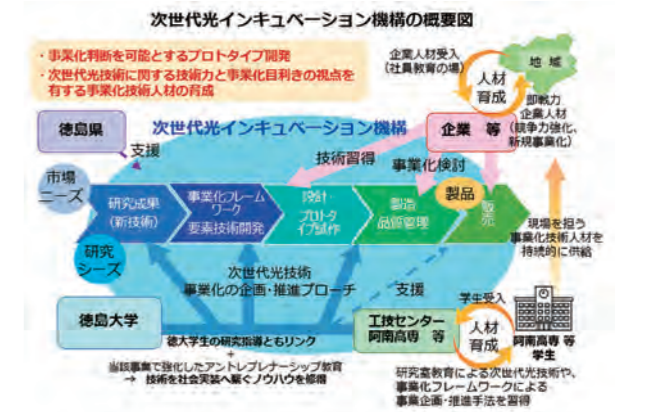 次世代光インキュベーション機構の概要図
・事業化判断を可能とするプロトタイプ開発
・次世代光技術に関する技術力と事業化目利きの視点を
有する事業化技術人材の育成
企業人材受入
(社員教育の場)
人材
育成
地 域
即戦力
企業人材
(競争力強化、
新規事業化)
徳島県
支援
次世代光インキュベーション機構
企業 等
技術習得
事業化検討
市場
ニーズ
研究成果
(新技術)
事業化フレーム
ワーク
要素技術開発
設計・
プロトタ
イプ試作
製造
品質管理
製品
販売
研究
シーズ
現場を担う
事業化技術人材を
持続的に供給
次世代光技術
事業化の企画・推進プローチ
支援
徳島大学
徳大学生の研究指導ともリンク
+
当該事業で強化したアントレプレナーシップ教育
→ 技術を社会実装へ繋ぐノウハウを修得
工技センター
阿南高専 等
学生受入
人材
育成
阿南高専 等
学生
研究室教育による次世代光技術や、
事業化フレームワークによる
事業企画・推進手法を習得